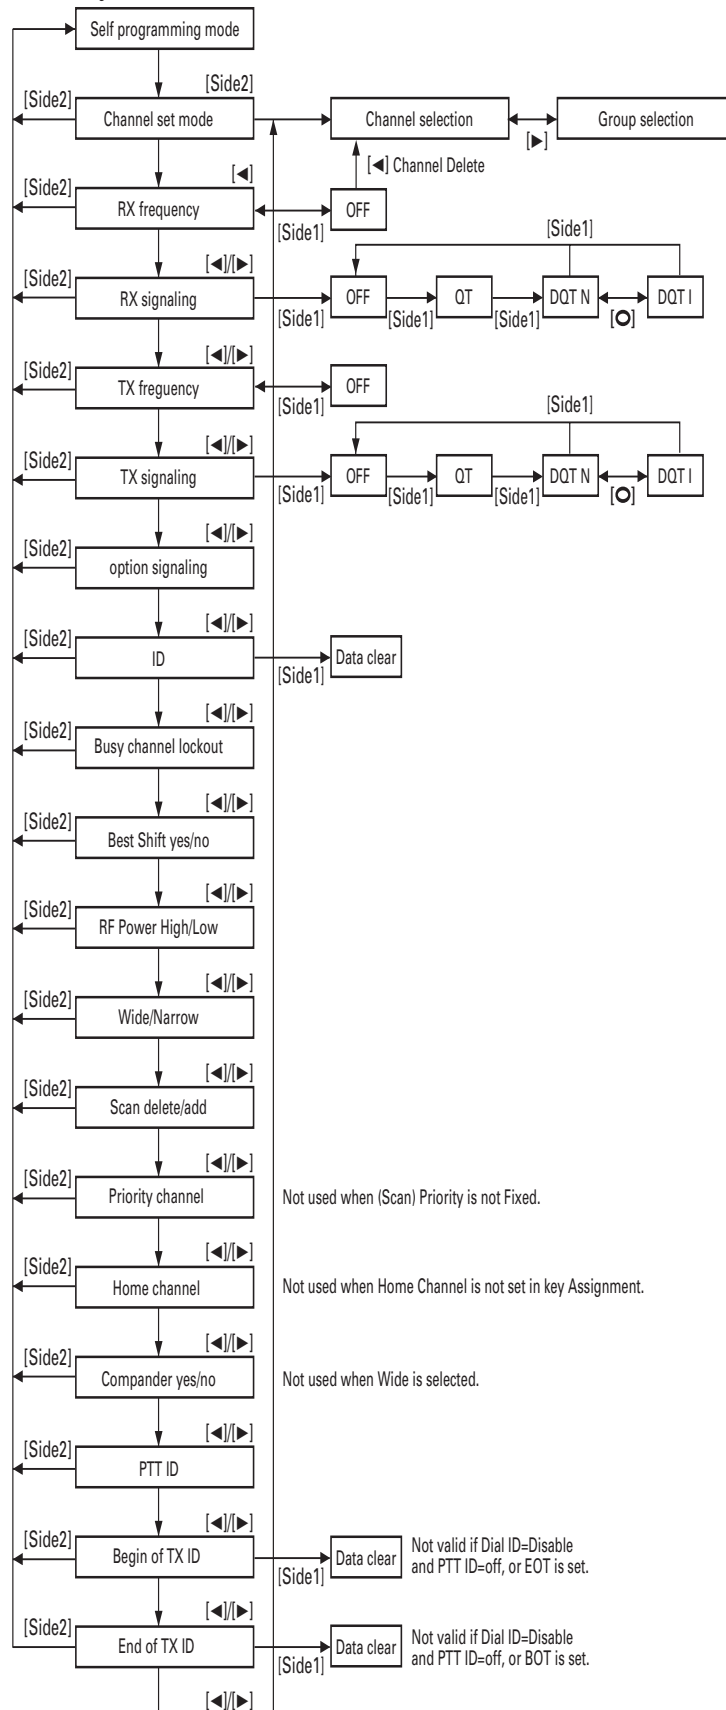 Self programming mode
[Side2]
[Side2]
Channel set mode
Channel selection
Group selection
[▶]
[◀] Channel Delete
[◀]
[Side2]
RX frequency
OFF
[Side1]
[Side1]
[◀]/[▶]
[Side2]
RX signaling
OFF
QT
DQT N
DQT I
[Side1]
[Side1]
[Side1]
[O]
[◀]/[▶]
[Side2]
TX freguency
OFF
[Side1]
[Side1]
[◀]/[▶]
[Side2]
TX signaling
OFF
QT
DQT N
DQT I
[Side1]
[Side1]
[Side1]
[O]
[◀]/[▶]
[Side2]
option signaling
[◀]/[▶]
[Side2]
ID
Data clear
[Side1]
[◀]/[▶]
[Side2]
Busy channel lockout
[◀]/[▶]
[Side2]
Best Shift yes/no
[◀]/[▶]
[Side2]
RF Power High/Low
[◀]/[▶]
[Side2]
Wide/Narrow
[◀]/[▶]
[Side2]
Scan delete/add
[◀]/[▶]
[Side2]
Priority channel
Not used when (Scan) Priority is not Fixed.
[◀]/[▶]
[Side2]
Home channel
Not used when Home Channel is not set in key Assignment.
[◀]/[▶]
[Side2]
Compander yes/no
Not used when Wide is selected.
[◀]/[▶]
[Side2]
PTT ID
[◀]/[▶]
[Side2]
Begin of TX ID
Data clear
[Side1]
Not valid if Dial ID=Disable
and PTT ID=off, or EOT is set.
[◀]/[▶]
[Side2]
End of TX ID
Data clear
[Side1]
Not valid if Dial ID=Disable
and PTT ID=off, or BOT is set.
[◀]/[▶]